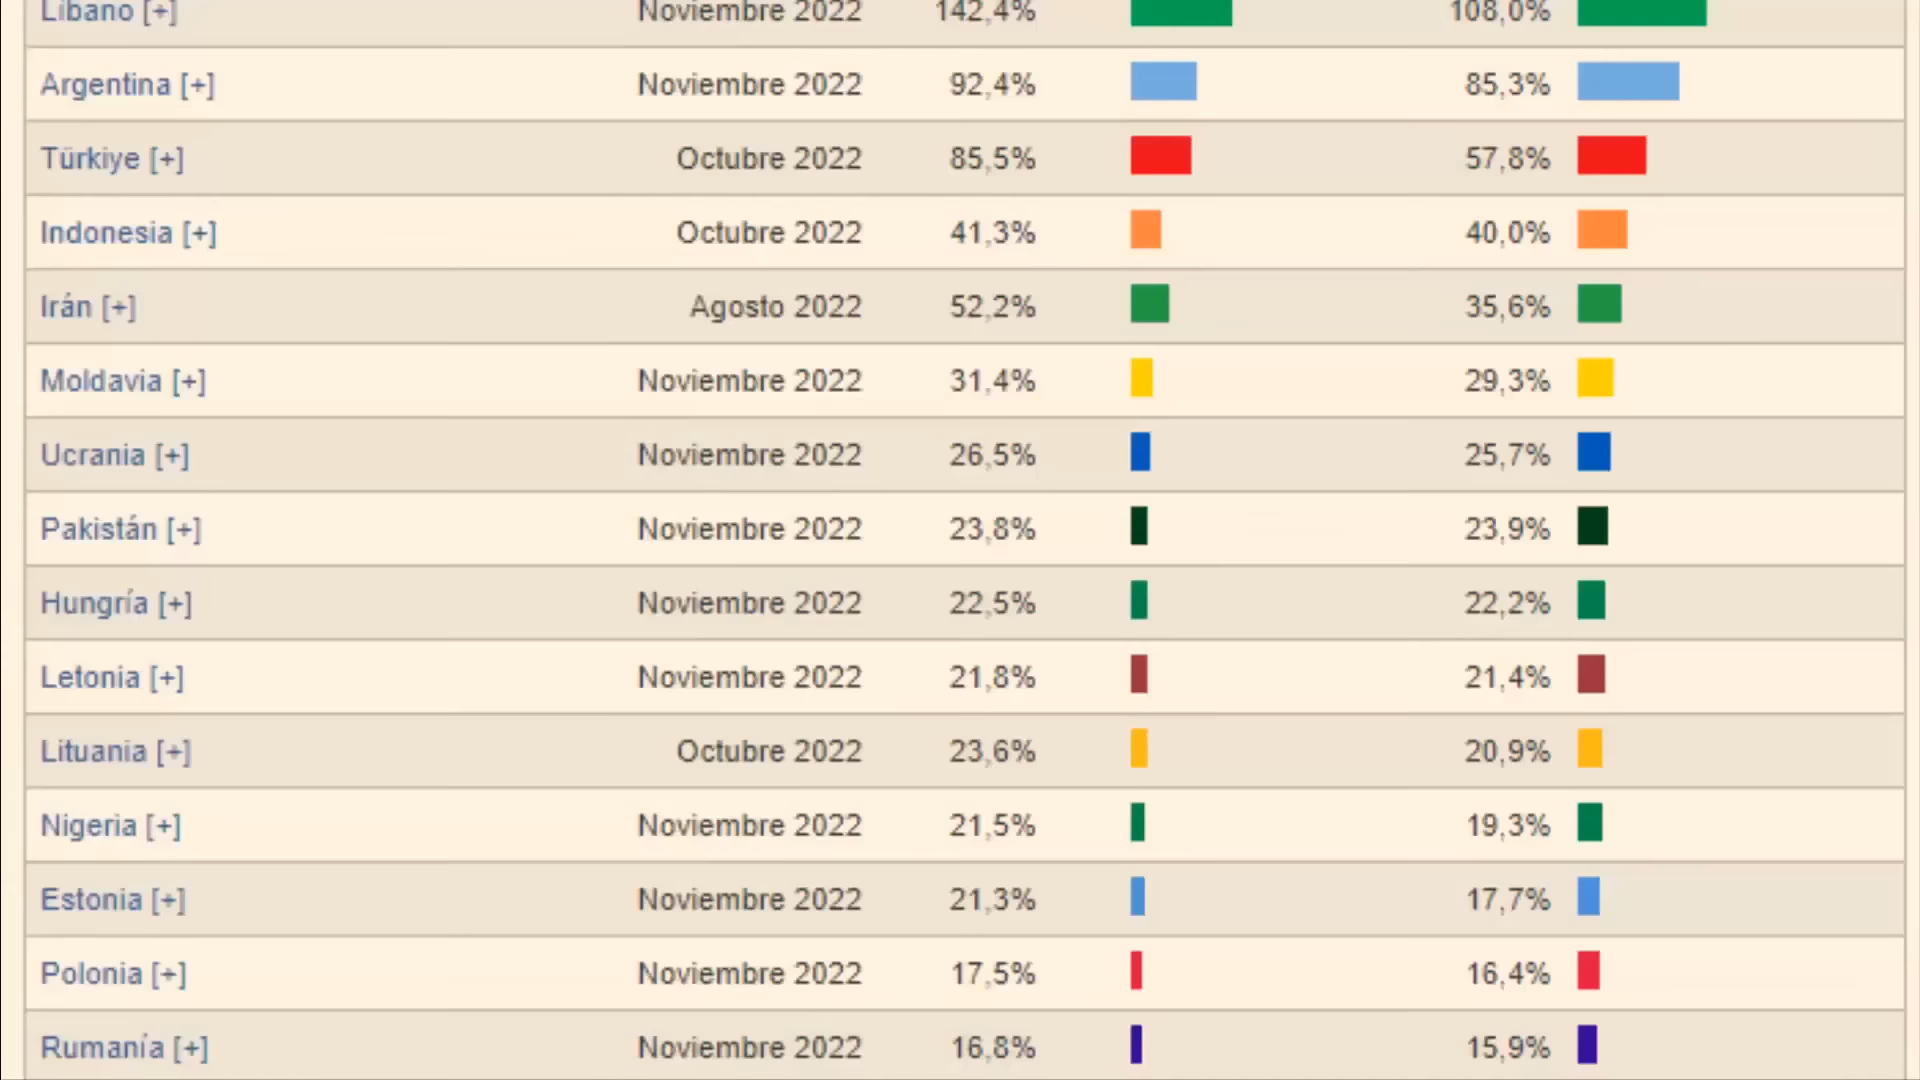 Líbano [+] Noviembre 2022 142,4% 108,0%
Argentina [+] Noviembre 2022 92,4% 85,3%
Türkiye [+] Octubre 2022 85,5% 57,8%
Indonesia [+] Octubre 2022 41,3% 40,0%
Irán [+] Agosto 2022 52,2% 35,6%
Moldavia [+] Noviembre 2022 31,4% 29,3%
Ucrania [+] Noviembre 2022 26,5% 25,7%
Pakistán [+] Noviembre 2022 23,8% 23,9%
Hungría [+] Noviembre 2022 22,5% 22,2%
Letonia [+] Noviembre 2022 21,8% 21,4%
Lituania [+] Octubre 2022 23,6% 20,9%
Nigeria [+] Noviembre 2022 21,5% 19,3%
Estonia [+] Noviembre 2022 21,3% 17,7%
Polonia [+] Noviembre 2022 17,5% 16,4%
Rumanía [+] Noviembre 2022 16,8% 15,9%